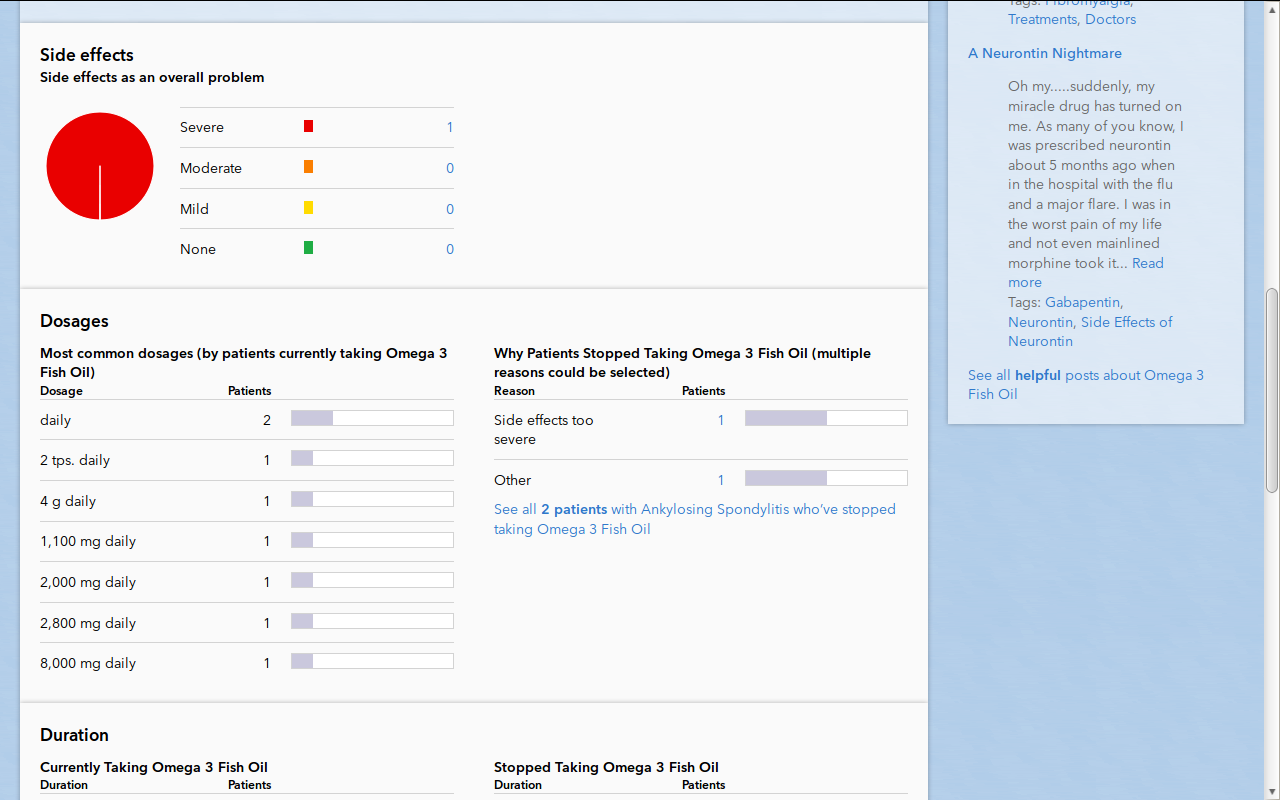 Side effects
Side effects as an overall problem
Severe 1
Moderate 0
Mild 0
None 0
Dosages
Most common dosages (by patients currently taking Omega 3
Fish Oil)
Dosage Patients
daily 2
2 tps. daily 1
4 g daily 1
1,100 mg daily 1
2,000 mg daily 1
2,800 mg daily 1
8,000 mg daily 1
Why Patients Stopped Taking Omega 3 Fish Oil (multiple
reasons could be selected)
Reason Patients
Side effects too 1
severe
Other 1
See all 2 patients with Ankylosing Spondylitis who've stopped
taking Omega 3 Fish Oil
Duration
Currently Taking Omega 3 Fish Oil
Duration Patients
Stopped Taking Omega 3 Fish Oil
Duration Patients
Tags: Fibromyalgia,
Treatments, Doctors
A Neurontin Nightmare
Oh my.....suddenly, my
miracle drug has turned on
me. As many of you know, I
was prescribed neurontin
about 5 months ago when
in the hospital with the flu
and a major flare. I was in
the worst pain of my life
and not even mainlined
morphine took it... Read
more
Tags: Gabapentin,
Neurontin, Side Effects of
Neurontin
See all helpful posts about Omega 3
Fish Oil